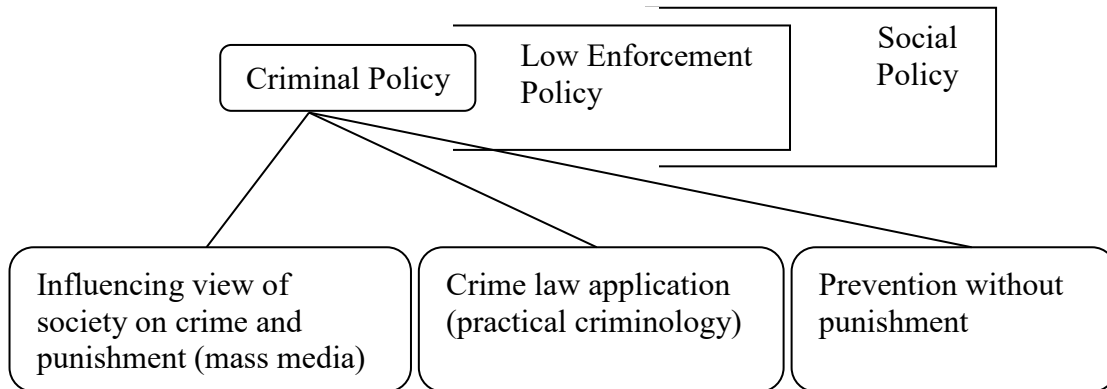 Criminal Policy
Low Enforcement
Policy
Social
Policy
Influencing view of
society on crime and
punishment (mass media)
Crime law application
(practical criminology)
Prevention without
punishment